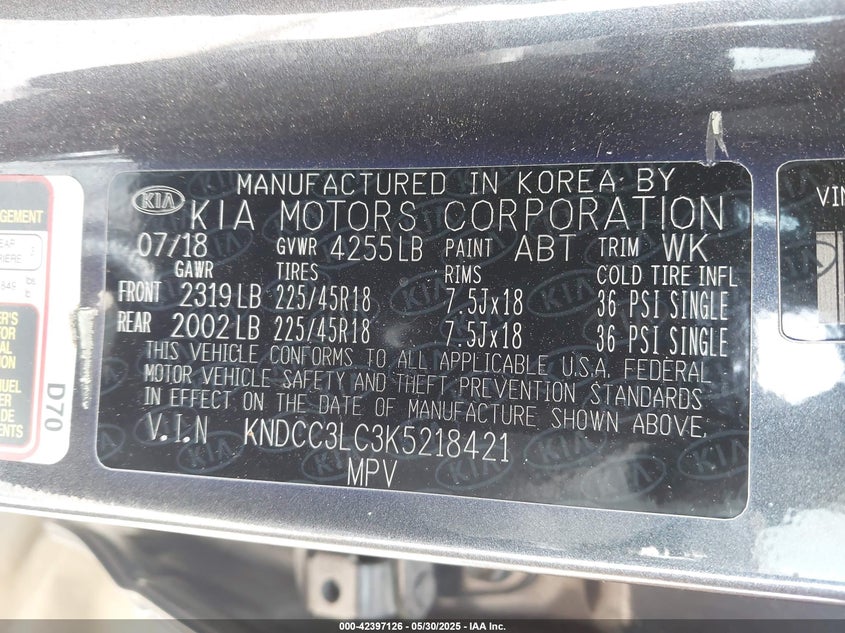 MANUFACTURED IN KOREA BY
KIA KIA MOTORS CORPORATION
07/18 GVWR 4255LB PAINT ABT TRIM WK
GAWR TIRES RIMS COLD TIRE INFL
FRONT 2319LB 225/45R18 7.5Jx18 36 PSI SINGLE
REAR 2002LB 225/45R18 7.5Jx18 36 PSI SINGLE
THIS VEHICLE CONFORMS TO ALL APPLICABLE U.S.A. FEDERAL
MOTOR VEHICLE SAFETY AND THEFT PREVENTION STANDARDS
IN EFFECT ON THE DATE OF MANUFACTURE SHOWN ABOVE.
V.I.N KNDCC3LC3K5218421
MPV
D70
VIN
000-42397126 - 05/30/2025 - IAA Inc.